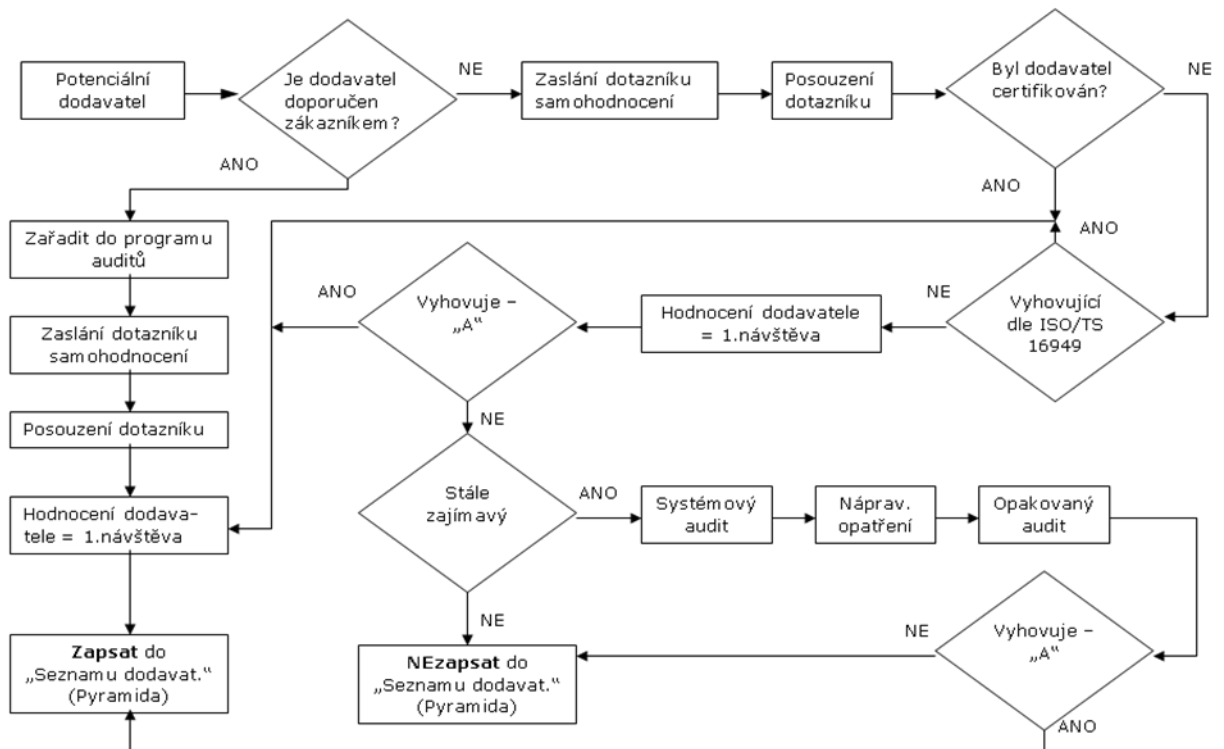 Potenciální
dodavatel
Je dodavatel
doporučen
zákazníkem?
NE
Zaslání dotazníku
samohodnocení
Posouzení
dotazníku
Byl dodavatel
certifikován?
NE
ANO
ANO
Zařadit do programu
auditů
ANO
Vyhovující
dle ISO/TS
16949
NE
Hodnocení dodavatele
= 1.návštěva
Vyhovuje –
„A“
ANO
Zaslání dotazníku
samohodnocení
Posouzení dotazníku
NE
Stále
zajímavý
ANO
Systémový
audit
Náprav.
opatření
Opakovaný
audit
Hodnocení dodava-
tele = 1.návštěva
NE
Vyhovuje –
„A“
NE
ANO
Zapsat do
„Seznamu dodavat.“
(Pyramida)
NEzapsat do
„Seznamu dodavat.“
(Pyramida)